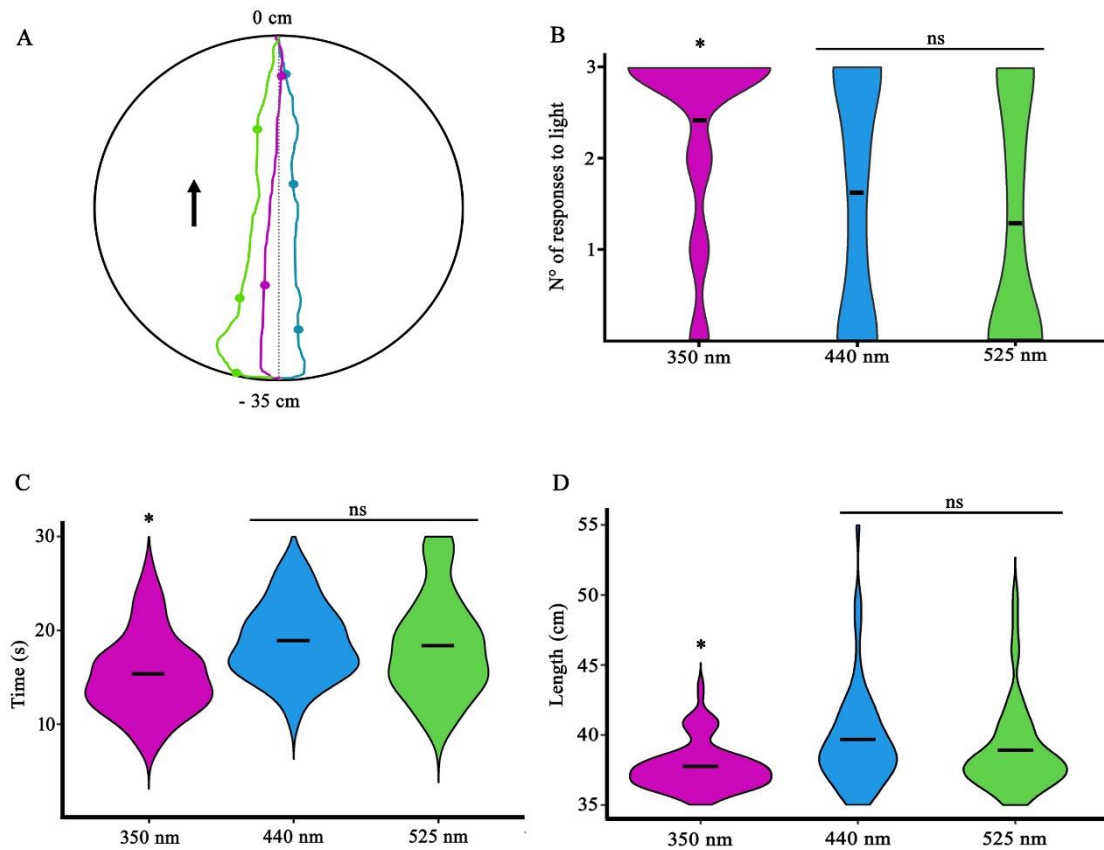 A
0 cm
- 35 cm
B
*
ns
3
2
1
N° of responses to light
350 nm
440 nm
525 nm
C
*
ns
30
20
10
Time (s)
350 nm
440 nm
525 nm
D
*
ns
55
50
45
40
35
Length (cm)
350 nm
440 nm
525 nm